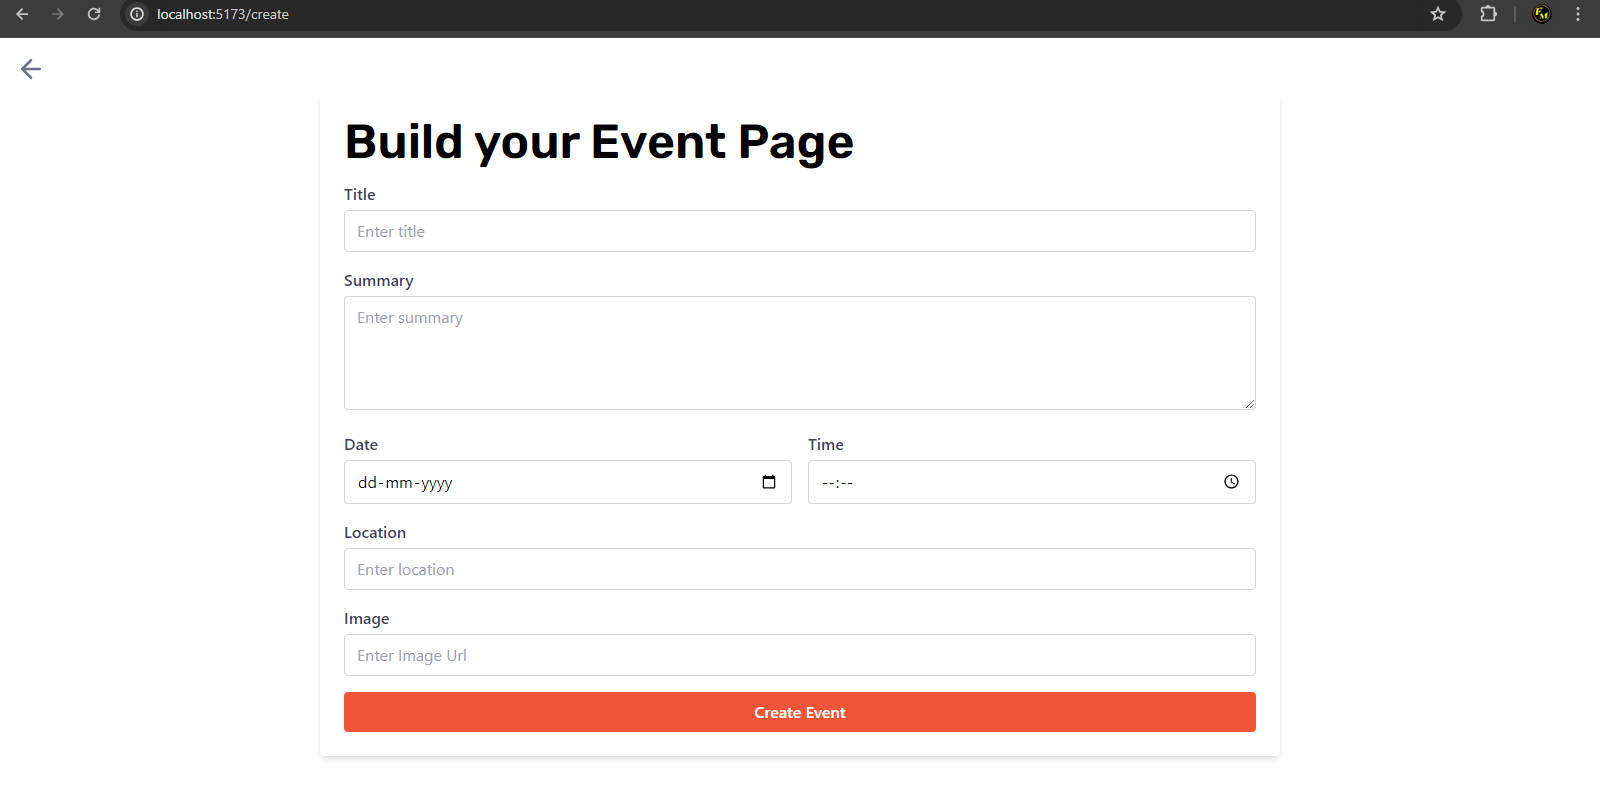 localhost:5173/create
EM
Build your Event Page
Title
Enter title
Summary
Enter summary
Date
Time
dd-mm-yyyy
--:--
Location
Enter location
Image
Enter Image Url
Create Event